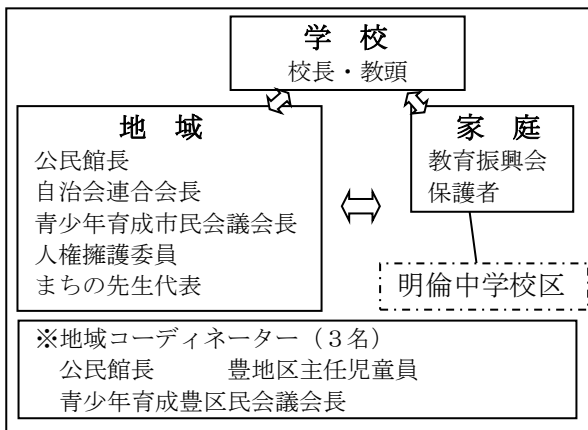 学　校
校長・教頭
地　域
公民館長
自治会連合会長
青少年育成市民会議会長
人権擁護委員
まちの先生代表
家　庭
教育振興会
保護者
明倫中学校区
※地域コーディネーター（３名）
公民館長　　　豊地区主任児童員
青少年育成豊区民会議会長